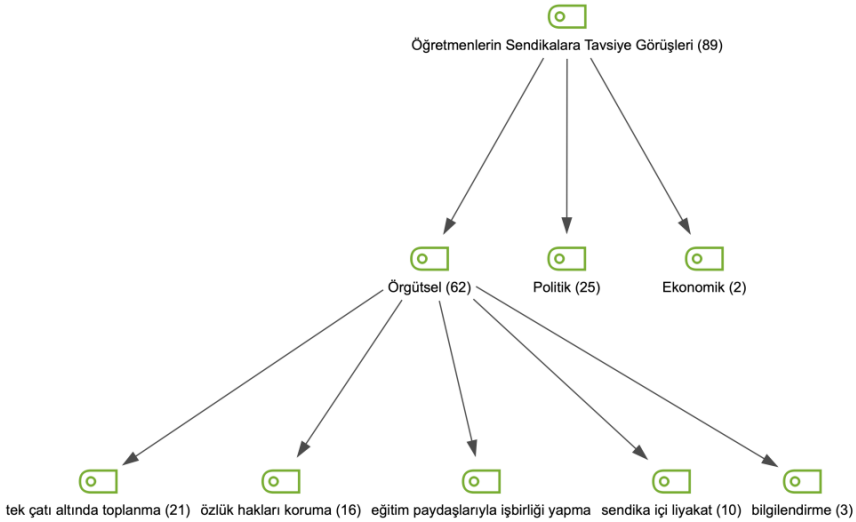 Öğretmenlerin Sendikalara Tavsiye Görüşleri (89)
Örgütsel (62)
Politik (25)
Ekonomik (2)
tek çatı altında toplanma (21)
özlük hakları koruma (16)
eğitim paydaşlarıyla işbirliği yapma
sendika içi liyakat (10)
bilgilendirme (3)